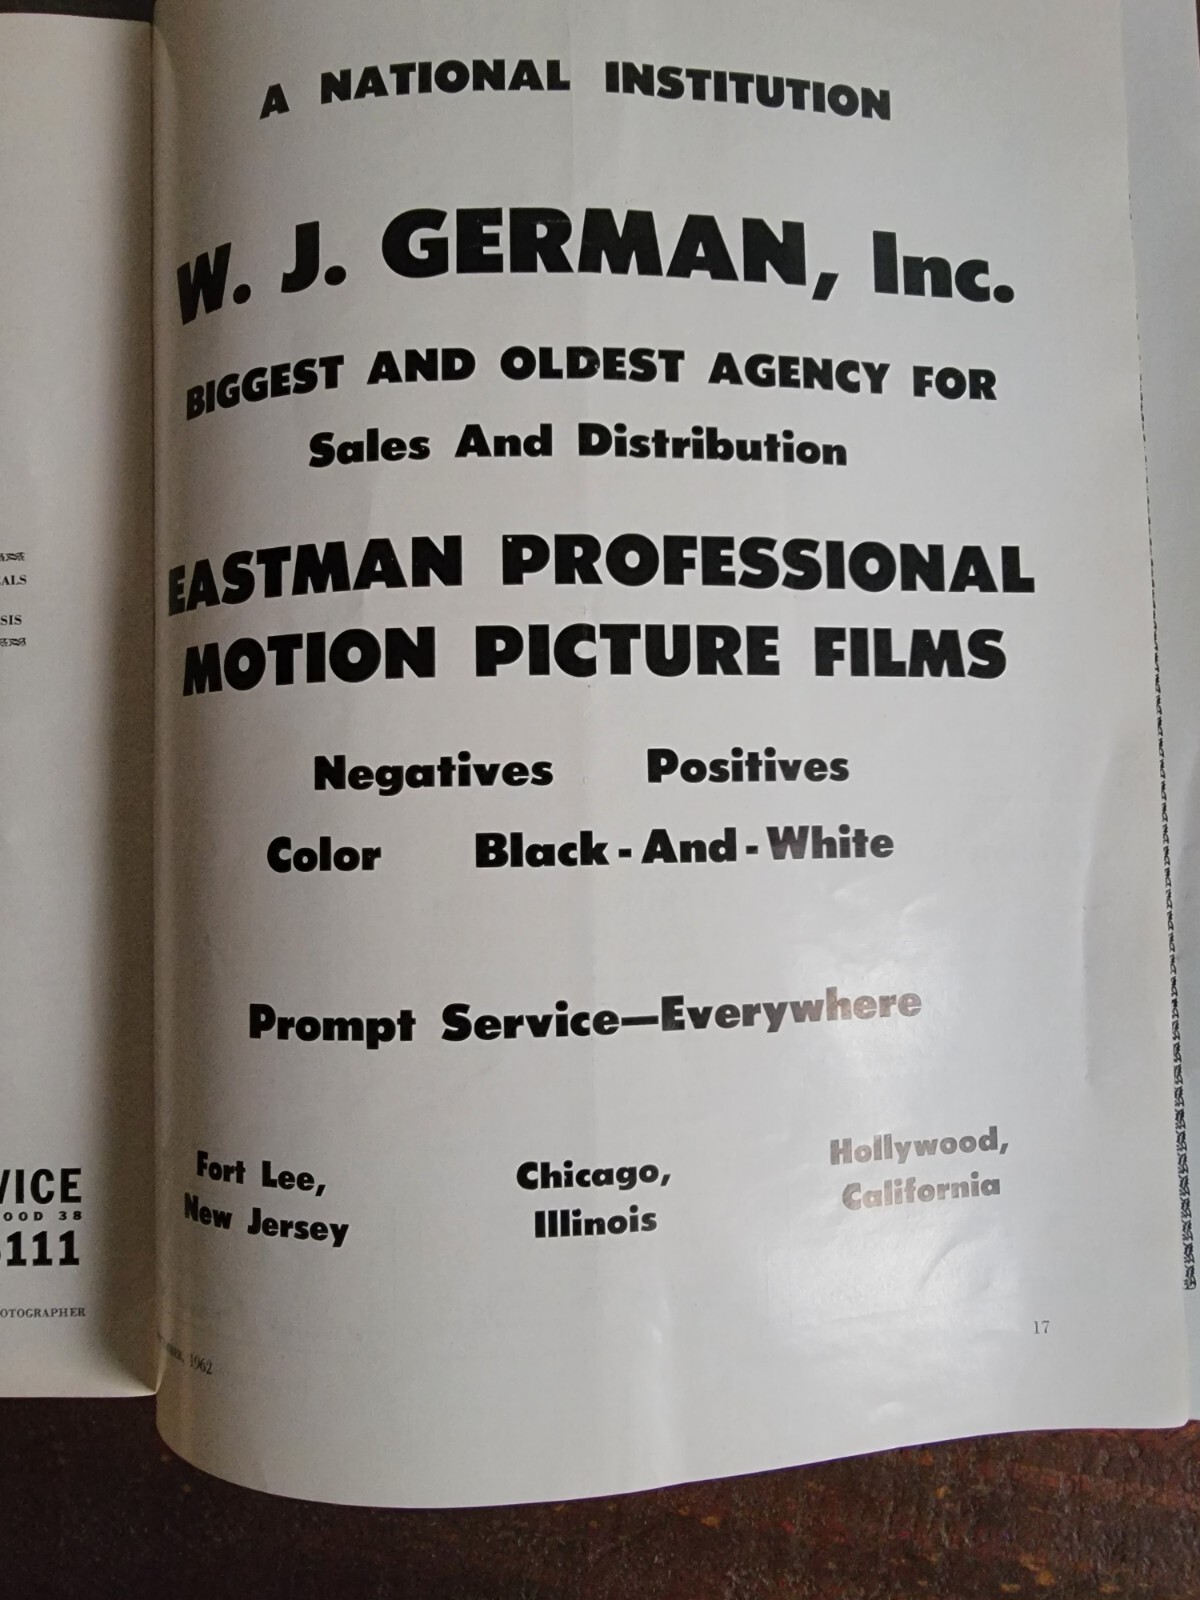 A NATIONAL INSTITUTION
W. J. GERMAN, Inc.
BIGGEST AND OLDEST AGENCY FOR
Sales And Distribution
EASTMAN PROFESSIONAL
MOTION PICTURE FILMS
Negatives Positives
Color Black-And-White
Prompt Service—Everywhere
Fort Lee,
New Jersey
Chicago,
Illinois
Hollywood,
California
17
1962
ALS
SIS
VICE
OOD 38
111
OTOGRAPHER